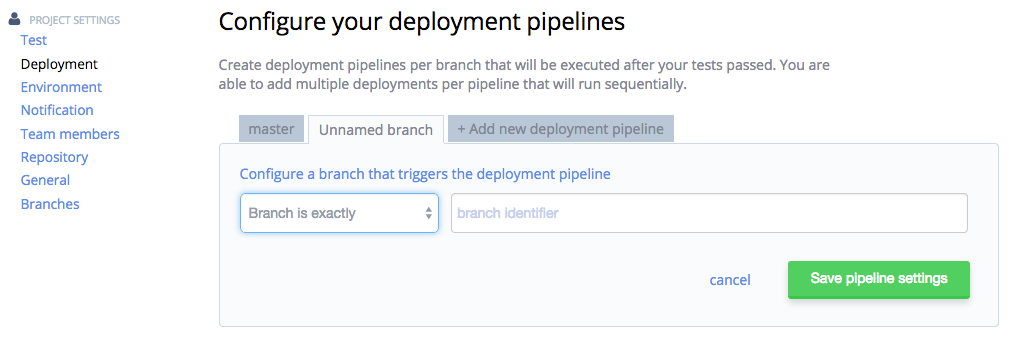 PROJECT SETTINGS
Test
Deployment
Environment
Notification
Team members
Repository
General
Branches
Configure your deployment pipelines
Create deployment pipelines per branch that will be executed after your tests passed. You are
able to add multiple deployments per pipeline that will run sequentially.
master
Unnamed branch
+ Add new deployment pipeline
Configure a branch that triggers the deployment pipeline
Branch is exactly
branch identifier
cancel
Save pipeline settings